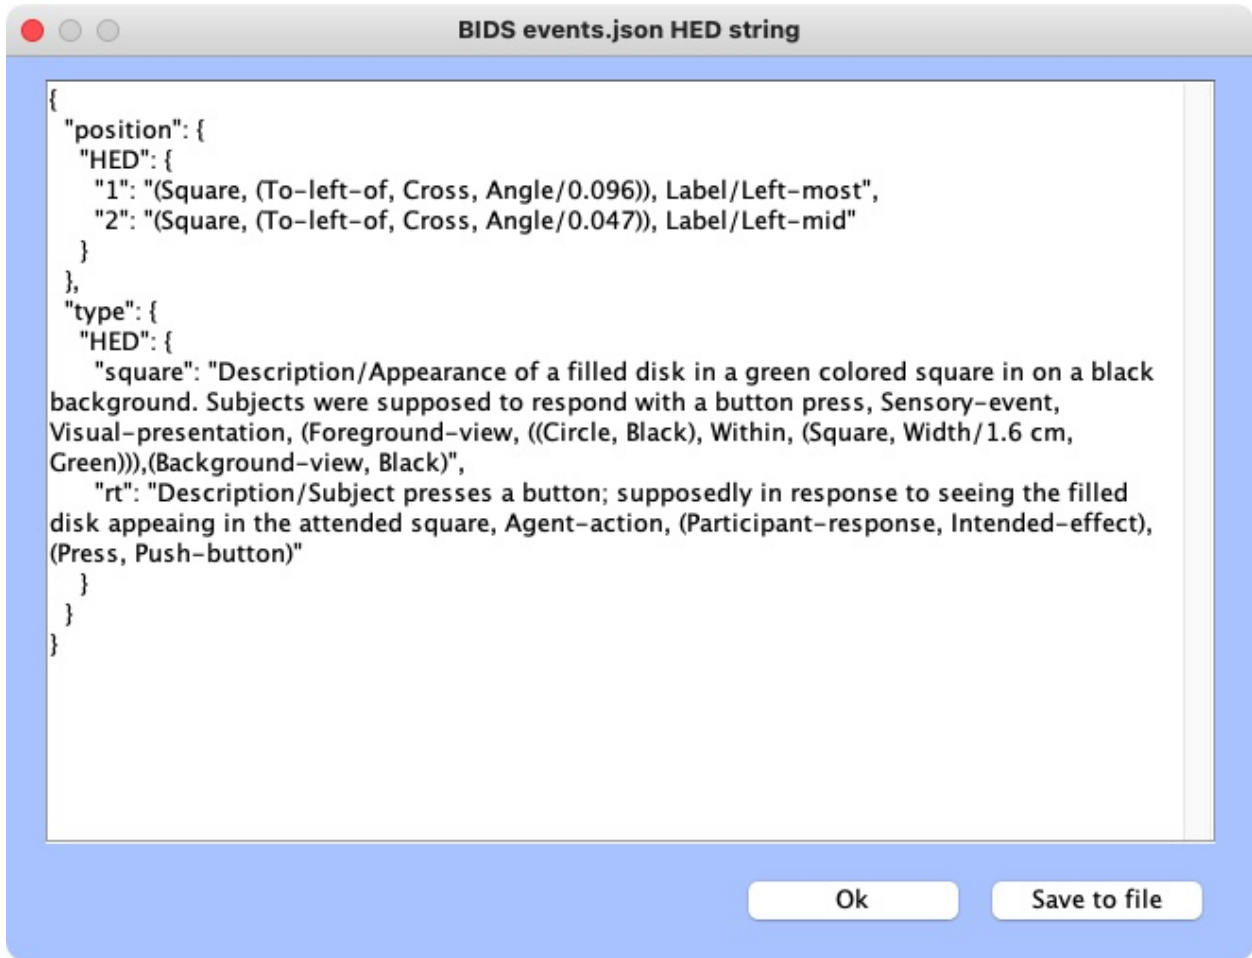 BIDS events.json HED string
{
"position": {
"HED": {
"1": "(Square, (To-left-of, Cross, Angle/0.096)), Label/Left-most",
"2": "(Square, (To-left-of, Cross, Angle/0.047)), Label/Left-mid"
}
},
"type": {
"HED": {
"square": "Description/Appearance of a filled disk in a green colored square in on a black
background. Subjects were supposed to respond with a button press, Sensory-event,
Visual-presentation, (Foreground-view, ((Circle, Black), Within, (Square, Width/1.6 cm,
Green))),(Background-view, Black)",
"rt": "Description/Subject presses a button; supposedly in response to seeing the filled
disk appeaing in the attended square, Agent-action, (Participant-response, Intended-effect),
(Press, Push-button)"
}
}
}
Ok
Save to file